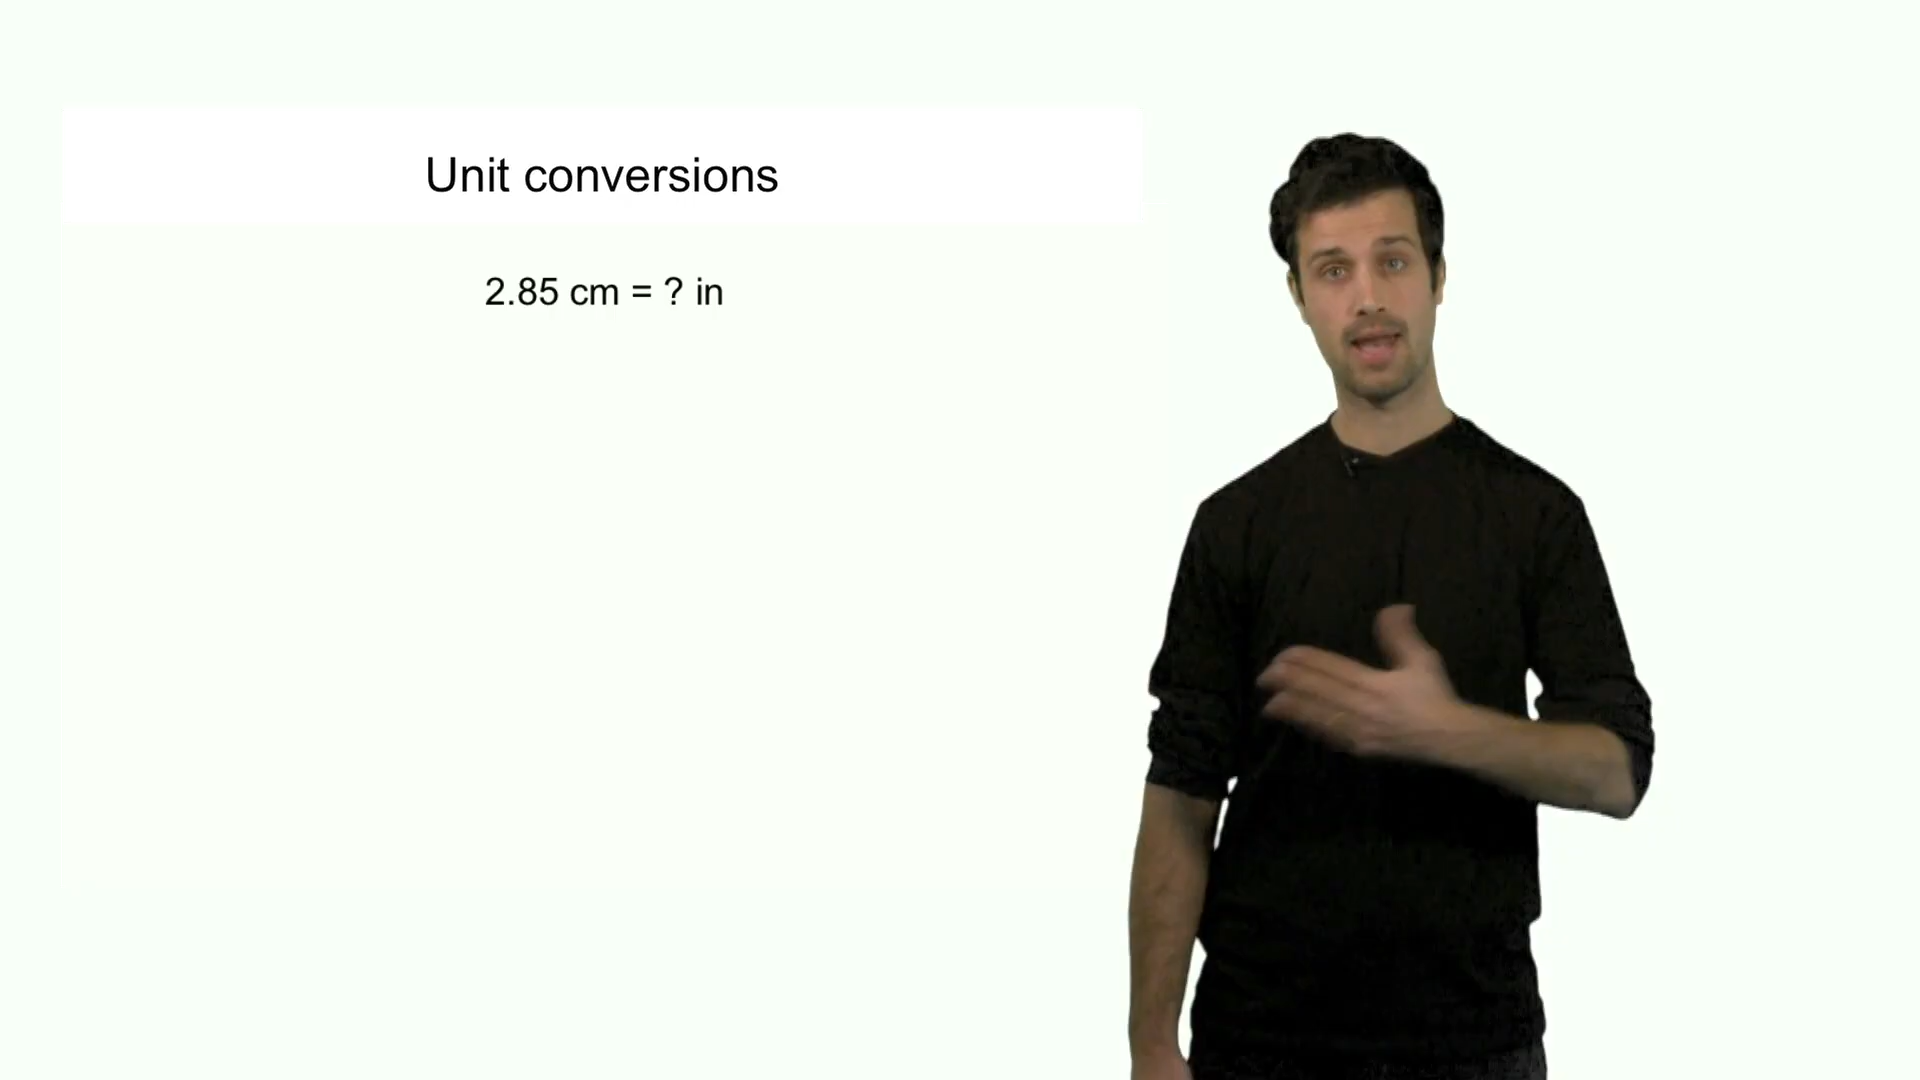 Unit conversions
2.85 cm = ? in